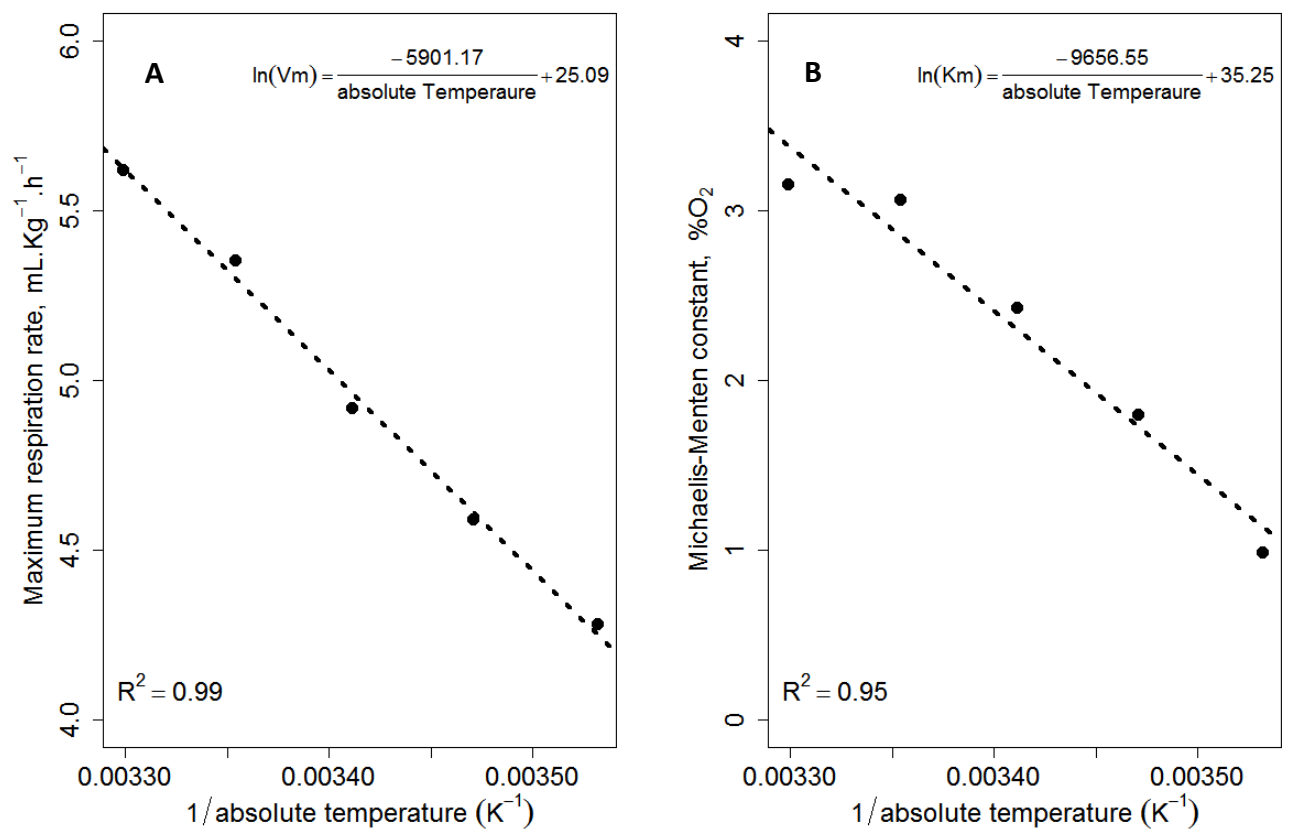 A
ln(Vm) = −5901.17 / absolute Temperaure + 25.09
Maximum respiration rate, mL.Kg⁻¹.h⁻¹
6.0
5.5
5.0
4.5
4.0
R² = 0.99
0.00330 0.00340 0.00350
1/absolute temperature (K⁻¹)
B
ln(Km) = −9656.55 / absolute Temperaure + 35.25
Michaelis-Menten constant, %O₂
4
3
2
1
0
R² = 0.95
0.00330 0.00340 0.00350
1/absolute temperature (K⁻¹)